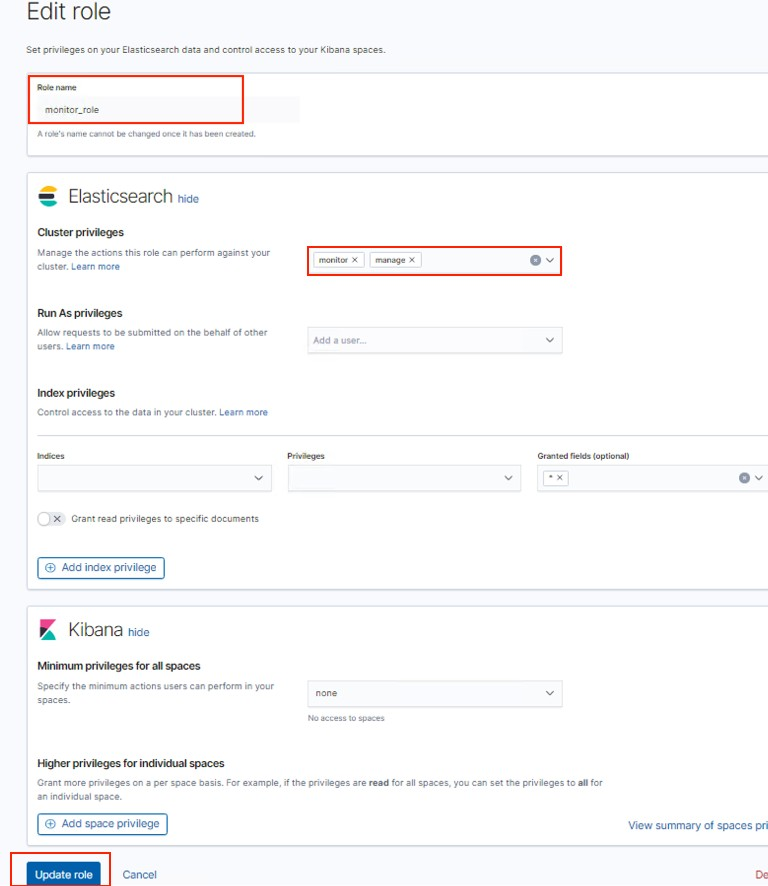 Edit role
Set privileges on your Elasticsearch data and control access to your Kibana spaces.
Role name
monitor_role
A role's name cannot be changed once it has been created.
Elasticsearch hide
Cluster privileges
Manage the actions this role can perform against your
cluster. Learn more
monitor × manage ×
Run As privileges
Allow requests to be submitted on the behalf of other
users. Learn more
Add a user...
Index privileges
Control access to the data in your cluster. Learn more
Indices Privileges Granted fields (optional)
* ×
Grant read privileges to specific documents
Add index privilege
Kibana hide
Minimum privileges for all spaces
Specify the minimum actions users can perform in your
spaces.
none
No access to spaces
Higher privileges for individual spaces
Grant more privileges on a per space basis. For example, if the privileges are read for all spaces, you can set the privileges to all for
an individual space.
Add space privilege
View summary of spaces pri
Update role Cancel De